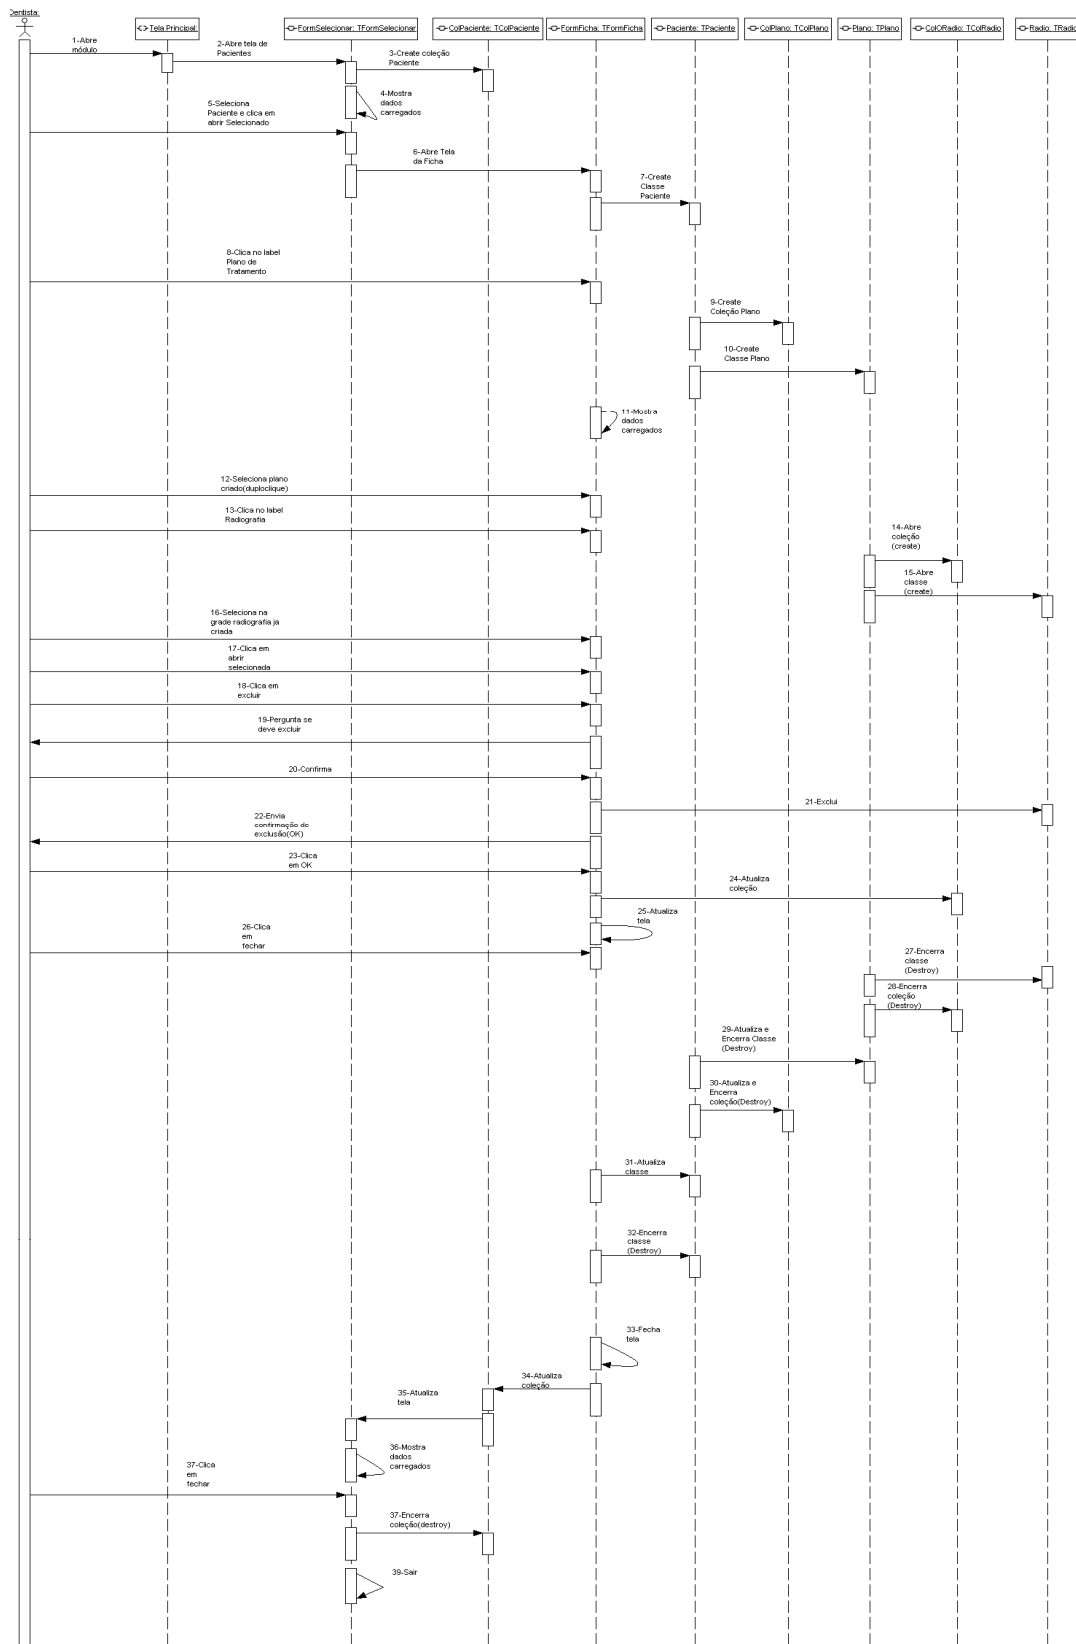 Dentista:
Tela Principal:
FormSelecionar: TFormSelecionar
ColPaciente: TColPaciente
FormFicha: TFormFicha
Paciente: TPaciente
ColPlano: TColPlano
Plano: TPlano
ColORadio: TColRadio
Radio: TRadio
1-Abre
módulo
2-Abre tela de
Pacientes
3-Create coleção
Paciente
4-Mostra
dados
carregados
5-Seleciona
Paciente e clica em
abrir Selecionado
6-Abre Tela
da Ficha
7-Create
Classe
Paciente
8-Clica no label
Plano de
Tratamento
9-Create
Coleção Plano
10-Create
Classe Plano
11-Mostra
dados
carregados
12-Seleciona plano
criado(duploclique)
13-Clica no label
Radiografia
14-Abre
coleção
(create)
15-Abre
classe
(create)
16-Seleciona na
grade radiografia ja
criada
17-Clica em
abrir
selecionada
18-Clica em
excluir
19-Pergunta se
deve excluir
20-Confirma
21-Exclui
22-Envia
confirmação de
exclusão(OK)
23-Clica
em OK
24-Atualiza
coleção
25-Atualiza
tela
26-Clica
em
fechar
27-Encerra
classe
(Destroy)
28-Encerra
coleção
(Destroy)
29-Atualiza e
Encerra Classe
(Destroy)
30-Atualiza e
Encerra
coleção(Destroy)
31-Atualiza
classe
32-Encerra
classe
(Destroy)
33-Fecha
tela
34-Atualiza
coleção
35-Atualiza
tela
36-Mostra
dados
carregados
37-Clica
em
fechar
37-Encerra
coleção(destroy)
39-Sair